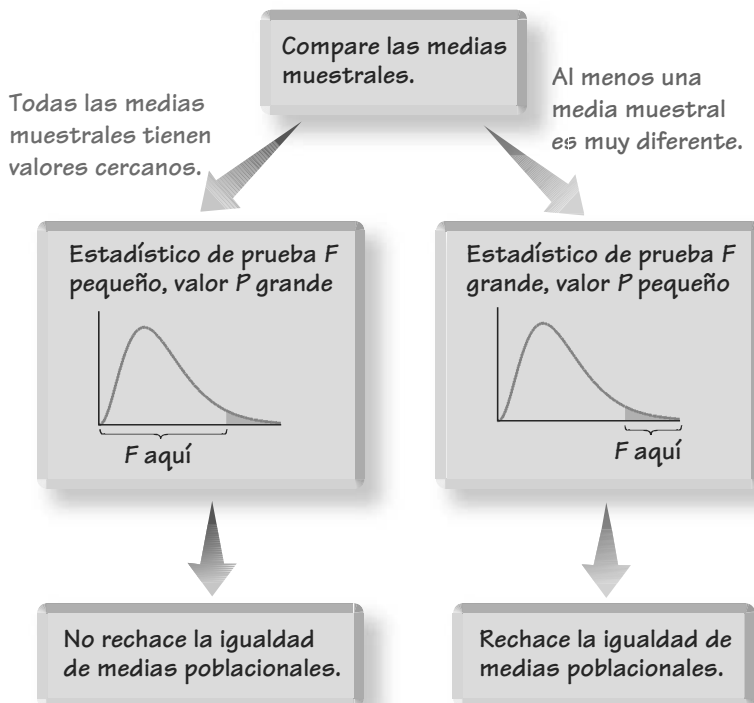 Compare las medias
muestrales.
Todas las medias
muestrales tienen
valores cercanos.
Al menos una
media muestral
es muy diferente.
Estadístico de prueba F
pequeño, valor P grande
F aquí
Estadístico de prueba F
grande, valor P pequeño
F aquí
No rechace la igualdad
de medias poblacionales.
Rechace la igualdad de
medias poblacionales.